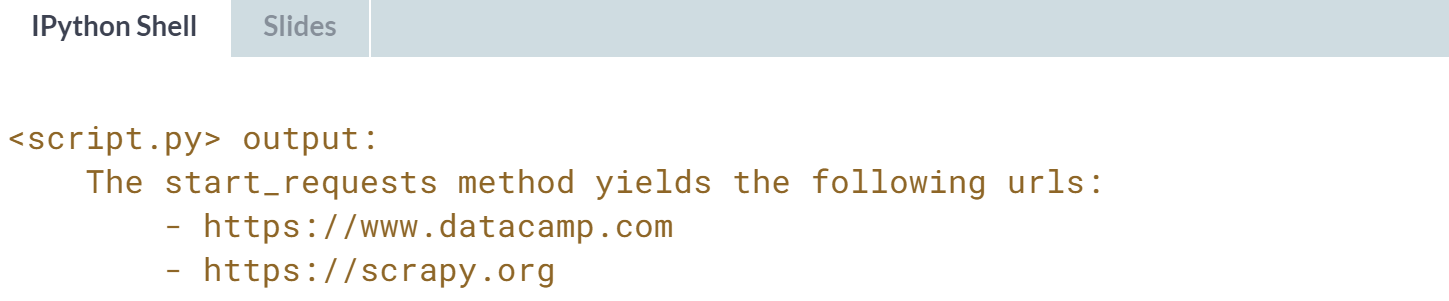 IPython Shell Slides
<script.py> output:
The start_requests method yields the following urls:
- https://www.datacamp.com
- https://scrapy.org